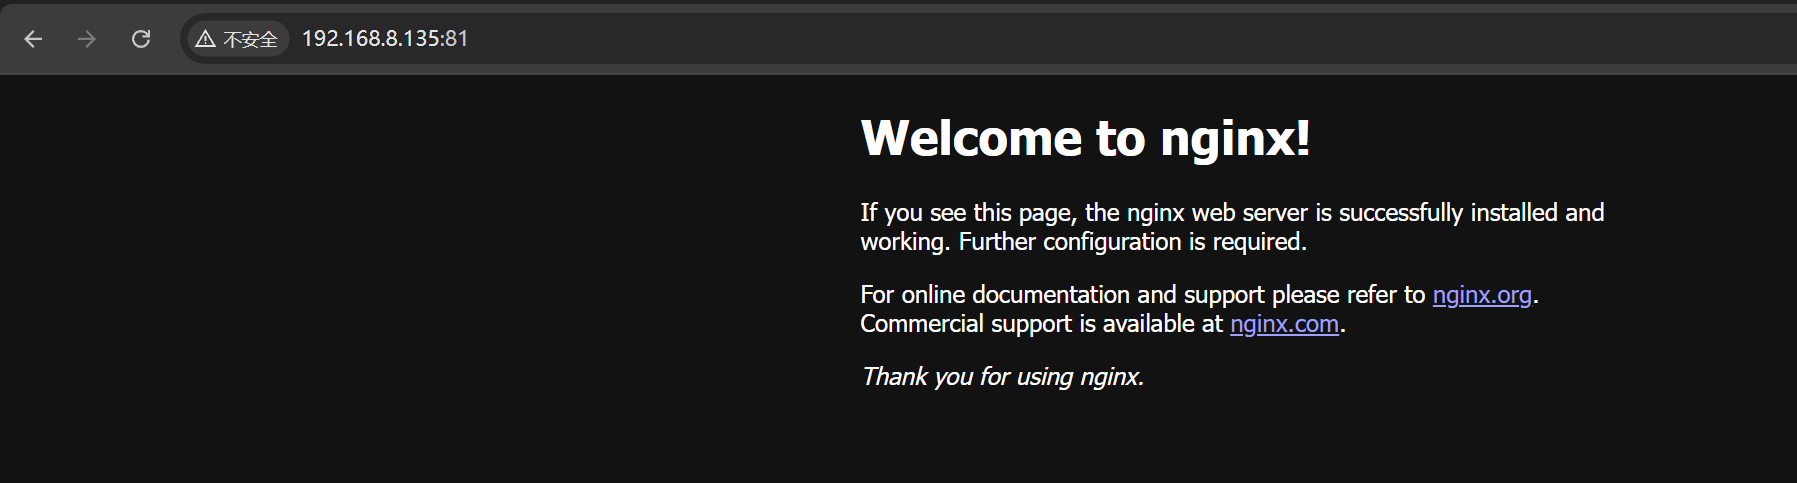 不安全 192.168.8.135:81
Welcome to nginx!
If you see this page, the nginx web server is successfully installed and
working. Further configuration is required.
For online documentation and support please refer to nginx.org.
Commercial support is available at nginx.com.
Thank you for using nginx.